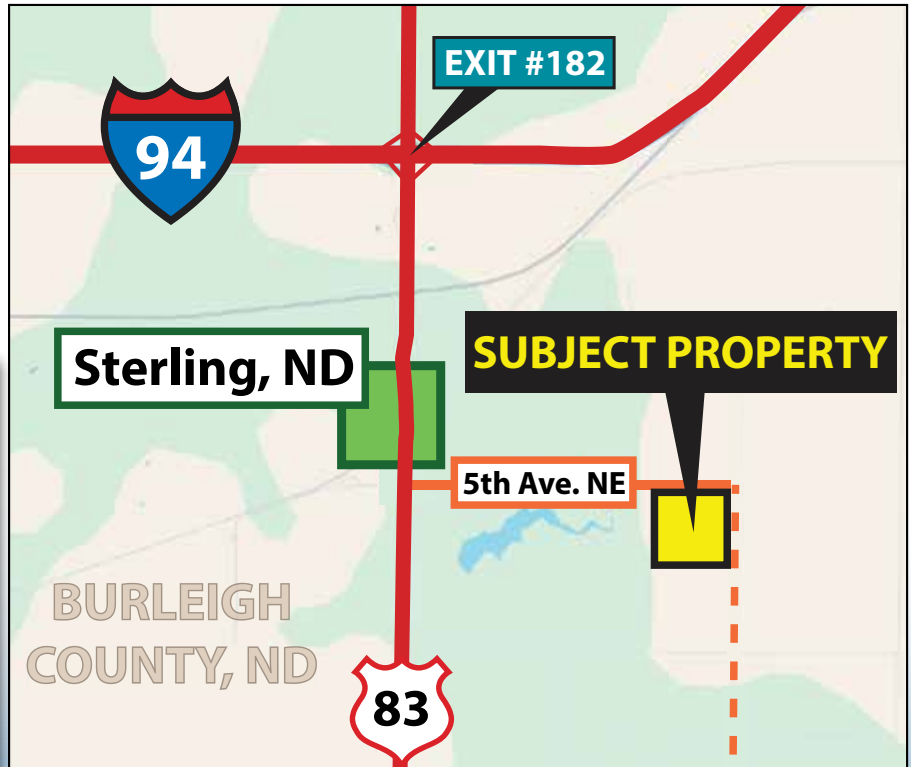 EXIT #182
94
Sterling, ND
SUBJECT PROPERTY
5th Ave. NE
BURLEIGH
COUNTY, ND
83